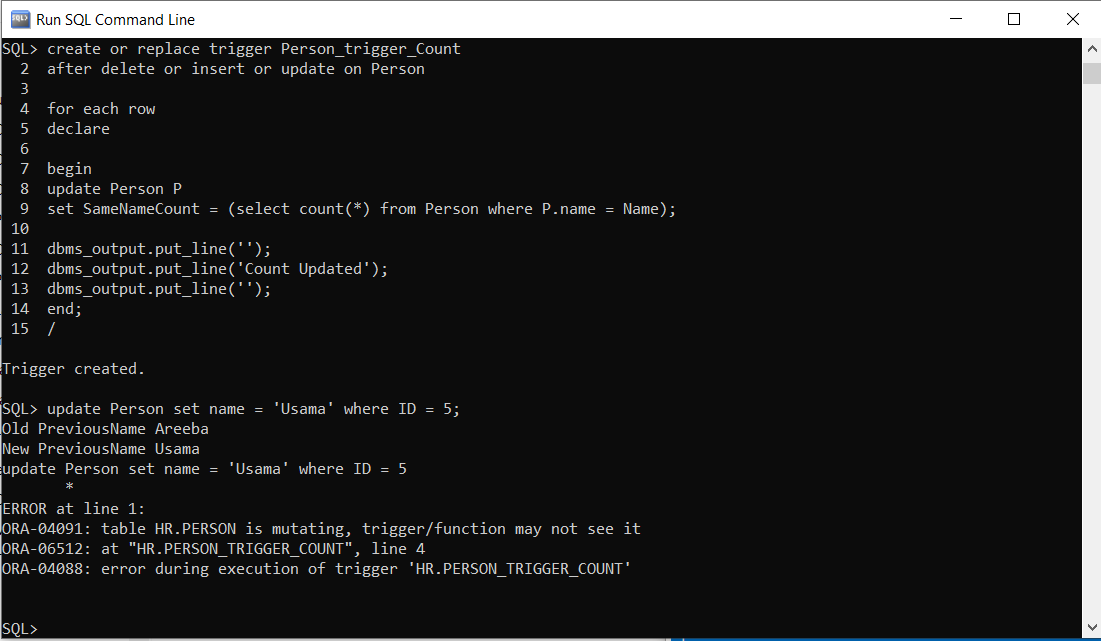 Run SQL Command Line
SQL> create or replace trigger Person_trigger_Count
2 after delete or insert or update on Person
3
4 for each row
5 declare
6
7 begin
8 update Person P
9 set SameNameCount = (select count(*) from Person where P.name = Name);
10
11 dbms_output.put_line('');
12 dbms_output.put_line('Count Updated');
13 dbms_output.put_line('');
14 end;
15 /
Trigger created.
SQL> update Person set name = 'Usama' where ID = 5;
Old PreviousName Areeba
New PreviousName Usama
update Person set name = 'Usama' where ID = 5
*
ERROR at line 1:
ORA-04091: table HR.PERSON is mutating, trigger/function may not see it
ORA-06512: at "HR.PERSON_TRIGGER_COUNT", line 4
ORA-04088: error during execution of trigger 'HR.PERSON_TRIGGER_COUNT'
SQL>